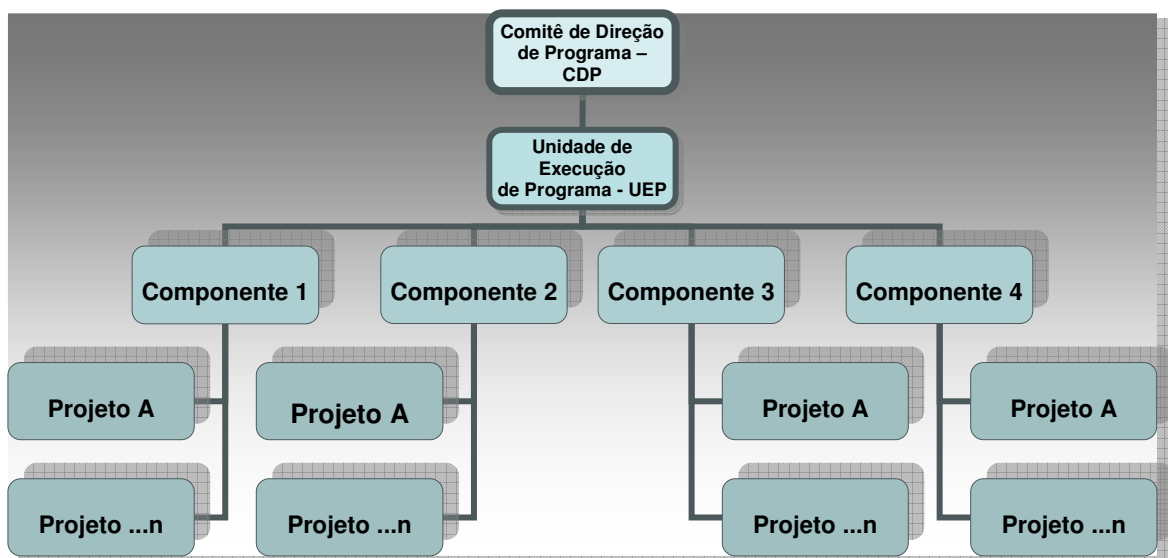 Comitê de Direção
de Programa –
CDP
Unidade de
Execução
de Programa - UEP
Componente 1
Componente 2
Componente 3
Componente 4
Projeto A
Projeto A
Projeto A
Projeto A
Projeto ...n
Projeto ...n
Projeto ...n
Projeto ...n